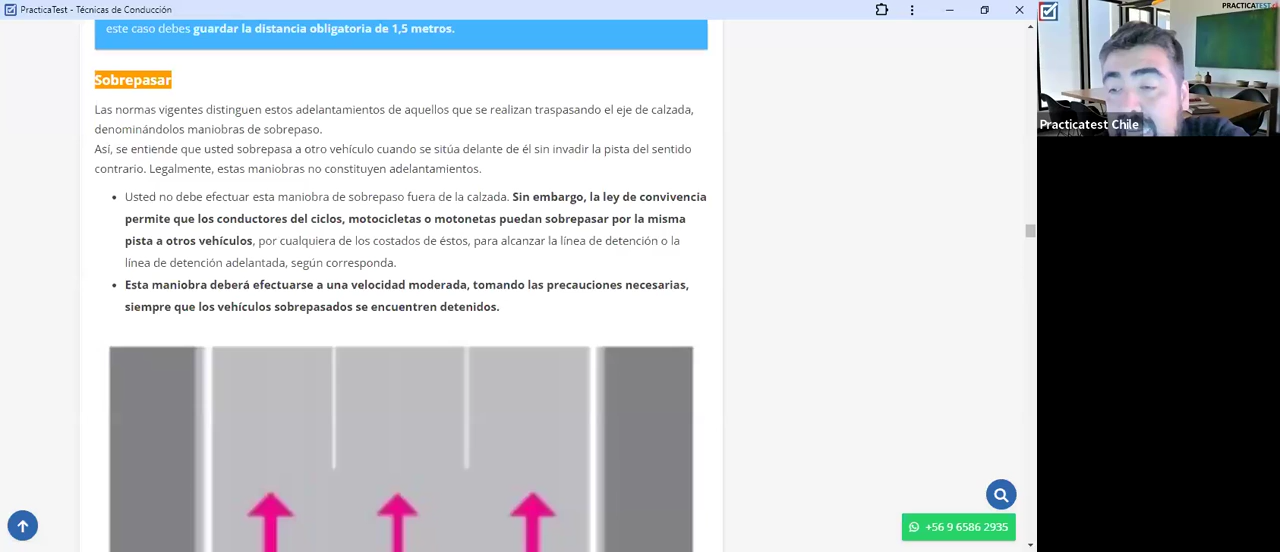 PracticaTest - Técnicas de Conducción
este caso debes guardar la distancia obligatoria de 1,5 metros.
Sobrepasar
Las normas vigentes distinguen estos adelantamientos de aquellos que se realizan traspasando el eje de calzada,
denominándolos maniobras de sobrepaso.
Así, se entiende que usted sobrepasa a otro vehículo cuando se sitúa delante de él sin invadir la pista del sentido
contrario. Legalmente, estas maniobras no constituyen adelantamientos.
• Usted no debe efectuar esta maniobra de sobrepaso fuera de la calzada. Sin embargo, la ley de convivencia
permite que los conductores del ciclos, motocicletas o motonetas puedan sobrepasar por la misma
pista a otros vehículos, por cualquiera de los costados de éstos, para alcanzar la línea de detención o la
línea de detención adelantada, según corresponda.
• Esta maniobra deberá efectuarse a una velocidad moderada, tomando las precauciones necesarias,
siempre que los vehículos sobrepasados se encuentren detenidos.
+56 9 6586 2935
PRACTICATEST
Practicatest Chile